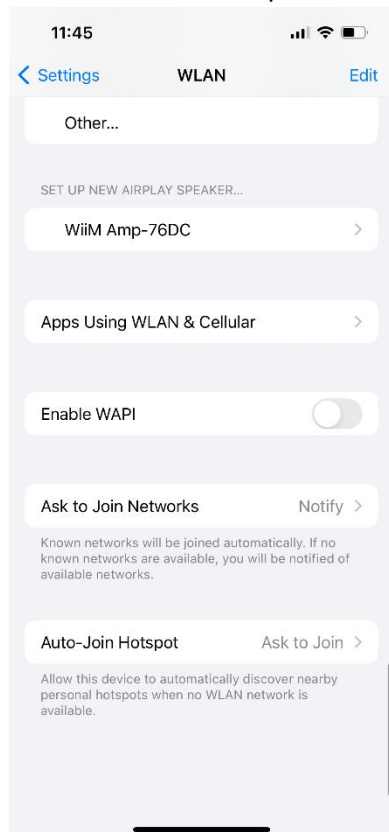 11:45
Settings
WLAN
Edit
Other...
SET UP NEW AIRPLAY SPEAKER...
WiiM Amp-76DC
Apps Using WLAN & Cellular
Enable WAPI
Ask to Join Networks
Notify
Known networks will be joined automatically. If no
known networks are available, you will be notified of
available networks.
Auto-Join Hotspot
Ask to Join
Allow this device to automatically discover nearby
personal hotspots when no WLAN network is
available.